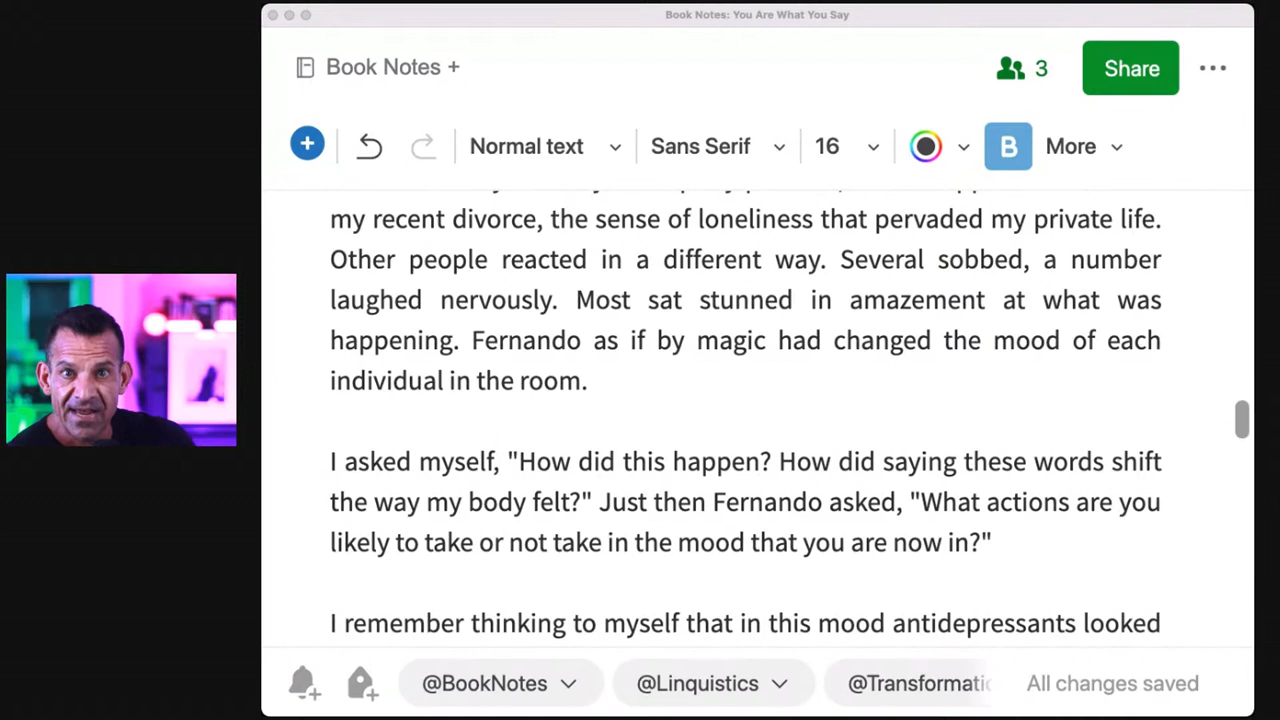 Book Notes: You Are What You Say
Book Notes +
3
Share
Normal text
Sans Serif
16
B
More
my recent divorce, the sense of loneliness that pervaded my private life.
Other people reacted in a different way. Several sobbed, a number
laughed nervously. Most sat stunned in amazement at what was
happening. Fernando as if by magic had changed the mood of each
individual in the room.
I asked myself, "How did this happen? How did saying these words shift
the way my body felt?" Just then Fernando asked, "What actions are you
likely to take or not take in the mood that you are now in?"
I remember thinking to myself that in this mood antidepressants looked
@BookNotes
@Linquistics
@Transformatic
All changes saved